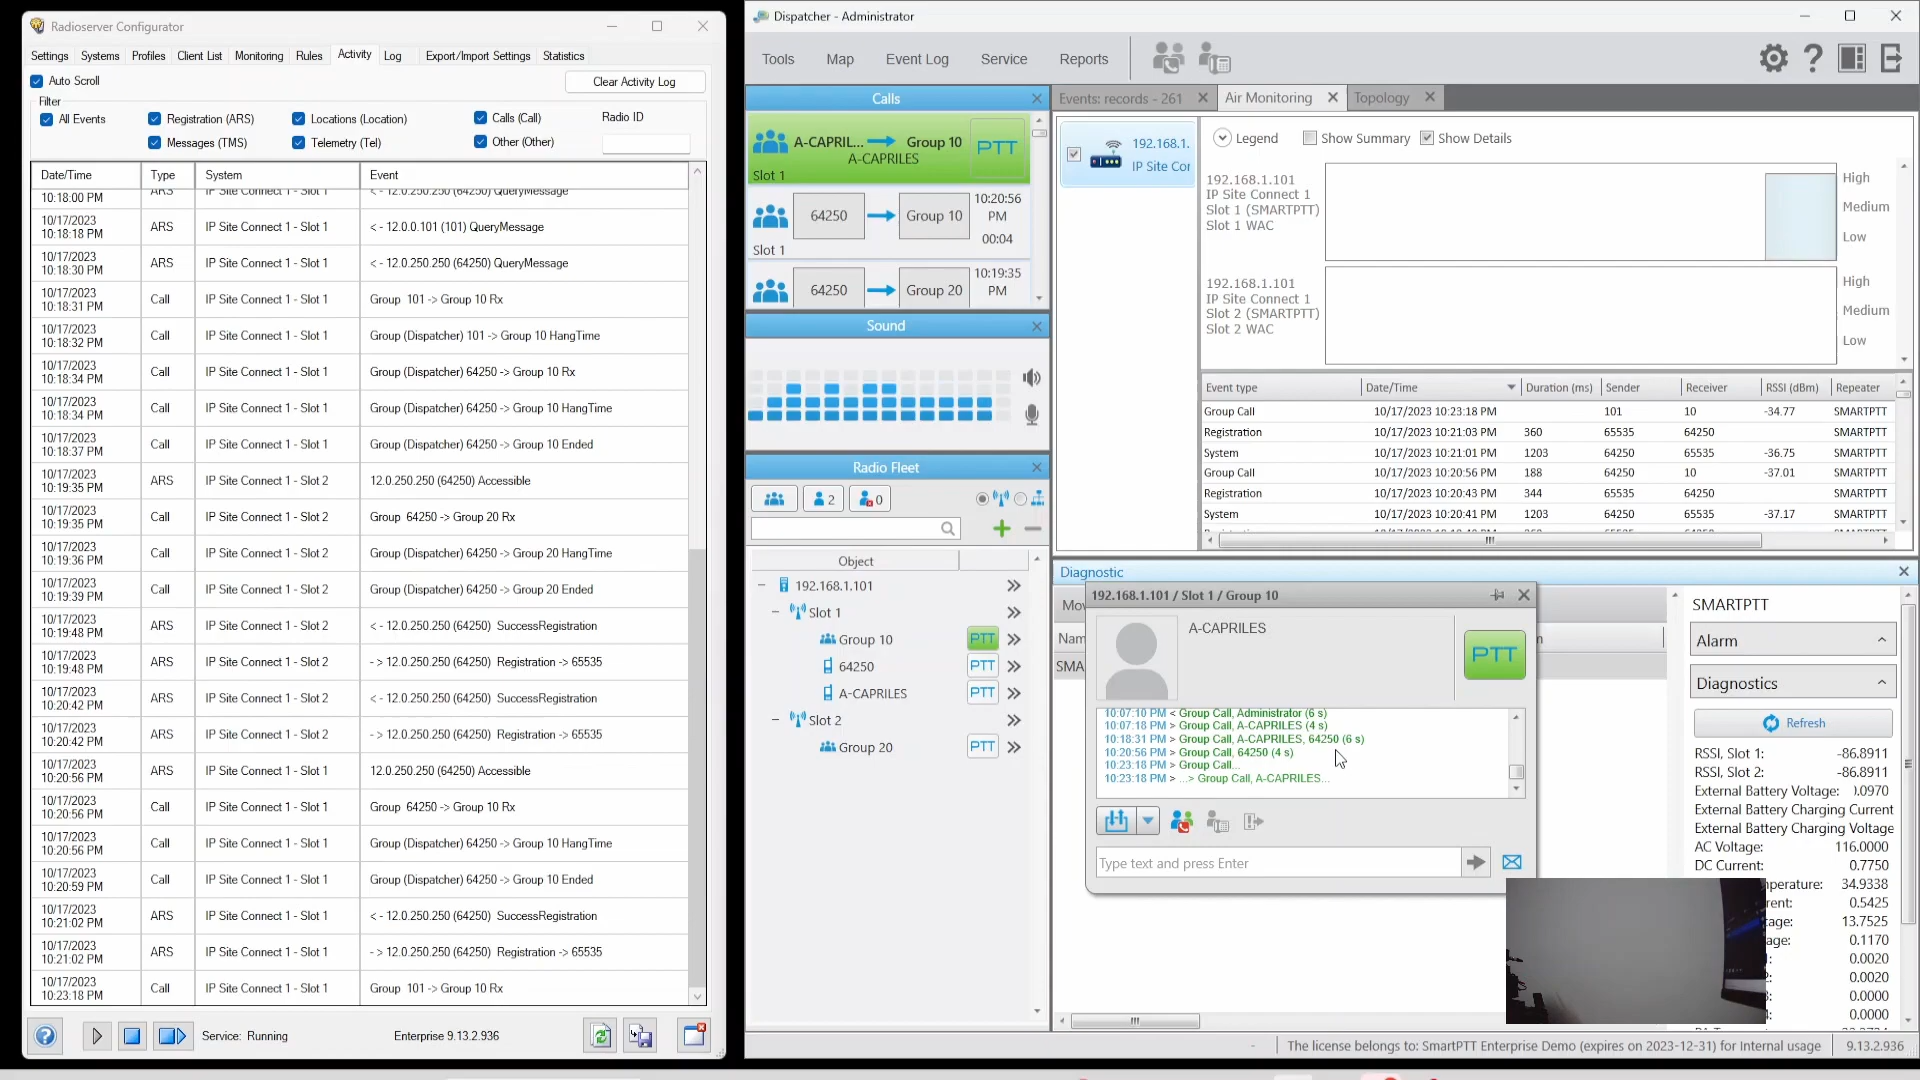 Radioserver Configurator
Settings Systems Profiles Client List Monitoring Rules Activity Log Export/Import Settings Statistics
Auto Scroll
Clear Activity Log
Filter
All Events
Registration (ARS)
Locations (Location)
Calls (Call)
Radio ID
Messages (TMS)
Telemetry (Tel)
Other (Other)
Date/Time Type System Event
10:18:00 PM ARS IP Site Connect 1 - Slot 1 < - 12.0.250.250 (64250) QueryMessage
10/17/2023 10:18:18 PM ARS IP Site Connect 1 - Slot 1 < - 12.0.0.101 (101) QueryMessage
10/17/2023 10:18:30 PM ARS IP Site Connect 1 - Slot 1 < - 12.0.250.250 (64250) QueryMessage
10/17/2023 10:18:31 PM Call IP Site Connect 1 - Slot 1 Group 101 -> Group 10 Rx
10/17/2023 10:18:32 PM Call IP Site Connect 1 - Slot 1 Group (Dispatcher) 101 -> Group 10 HangTime
10/17/2023 10:18:34 PM Call IP Site Connect 1 - Slot 1 Group (Dispatcher) 64250 -> Group 10 Rx
10/17/2023 10:18:34 PM Call IP Site Connect 1 - Slot 1 Group (Dispatcher) 64250 -> Group 10 HangTime
10/17/2023 10:18:37 PM Call IP Site Connect 1 - Slot 1 Group (Dispatcher) 64250 -> Group 10 Ended
10/17/2023 10:19:35 PM ARS IP Site Connect 1 - Slot 2 12.0.250.250 (64250) Accessible
10/17/2023 10:19:35 PM Call IP Site Connect 1 - Slot 2 Group 64250 -> Group 20 Rx
10/17/2023 10:19:36 PM Call IP Site Connect 1 - Slot 2 Group (Dispatcher) 64250 -> Group 20 HangTime
10/17/2023 10:19:39 PM Call IP Site Connect 1 - Slot 2 Group (Dispatcher) 64250 -> Group 20 Ended
10/17/2023 10:19:48 PM ARS IP Site Connect 1 - Slot 2 < - 12.0.250.250 (64250) SuccessRegistration
10/17/2023 10:19:48 PM ARS IP Site Connect 1 - Slot 2 - > 12.0.250.250 (64250) Registration -> 65535
10/17/2023 10:20:42 PM ARS IP Site Connect 1 - Slot 2 < - 12.0.250.250 (64250) SuccessRegistration
10/17/2023 10:20:42 PM ARS IP Site Connect 1 - Slot 2 - > 12.0.250.250 (64250) Registration -> 65535
10/17/2023 10:20:56 PM ARS IP Site Connect 1 - Slot 1 12.0.250.250 (64250) Accessible
10/17/2023 10:20:56 PM Call IP Site Connect 1 - Slot 1 Group 64250 -> Group 10 Rx
10/17/2023 10:20:56 PM Call IP Site Connect 1 - Slot 1 Group (Dispatcher) 64250 -> Group 10 HangTime
10/17/2023 10:20:59 PM Call IP Site Connect 1 - Slot 1 Group (Dispatcher) 64250 -> Group 10 Ended
10/17/2023 10:21:02 PM ARS IP Site Connect 1 - Slot 1 < - 12.0.250.250 (64250) SuccessRegistration
10/17/2023 10:21:02 PM ARS IP Site Connect 1 - Slot 1 - > 12.0.250.250 (64250) Registration -> 65535
10/17/2023 10:23:18 PM Call IP Site Connect 1 - Slot 1 Group 101 -> Group 10 Rx
Service: Running
Enterprise 9.13.2.936
Dispatcher - Administrator
Tools Map Event Log Service Reports
Calls
A-CAPRIL... Group 10 PTT
A-CAPRILES
Slot 1
64250 Group 10 10:20:56 PM
00:04
Slot 1
64250 Group 20 10:19:35 PM
Sound
Radio Fleet
2
0
Object
192.168.1.101
Slot 1
Group 10 PTT
64250 PTT
A-CAPRILES PTT
Slot 2
Group 20 PTT
Events: records - 261
Air Monitoring
Topology
192.168.1.
IP Site Cor
Legend
Show Summary
Show Details
192.168.1.101
IP Site Connect 1
Slot 1 (SMARTPTT)
Slot 1 WAC
High
Medium
Low
192.168.1.101
IP Site Connect 1
Slot 2 (SMARTPTT)
Slot 2 WAC
High
Medium
Low
Event type Date/Time Duration (ms) Sender Receiver RSSI (dBm) Repeater
Group Call 10/17/2023 10:23:18 PM 101 10 -34.77 SMARTPTT
Registration 10/17/2023 10:21:03 PM 360 65535 64250 SMARTPTT
System 10/17/2023 10:21:01 PM 1203 64250 65535 -36.75 SMARTPTT
Group Call 10/17/2023 10:20:56 PM 188 64250 10 -37.01 SMARTPTT
Registration 10/17/2023 10:20:43 PM 344 65535 64250 SMARTPTT
System 10/17/2023 10:20:41 PM 1203 64250 65535 -37.17 SMARTPTT
Diagnostic
Mov
Nam
SMA
192.168.1.101 / Slot 1 / Group 10
A-CAPRILES
PTT
10:07:10 PM < Group Call, Administrator (6 s)
10:07:18 PM > Group Call, A-CAPRILES (4 s)
10:18:31 PM > Group Call, A-CAPRILES, 64250 (6 s)
10:20:56 PM > Group Call, 64250 (4 s)
10:23:18 PM > Group Call...
10:23:18 PM > ...> Group Call, A-CAPRILES...
Type text and press Enter
SMARTPTT
Alarm
Diagnostics
Refresh
RSSI, Slot 1: -86.8911
RSSI, Slot 2: -86.8911
External Battery Voltage: ).0970
External Battery Charging Current
External Battery Charging Voltage
AC Voltage: 116.0000
DC Current: 0.7750
perature: 34.9338
rent: 0.5425
tage: 13.7525
age: 0.1170
0.0020
0.0020
0.0000
0.0000
The license belongs to: SmartPTT Enterprise Demo (expires on 2023-12-31) for Internal usage
9.13.2.936